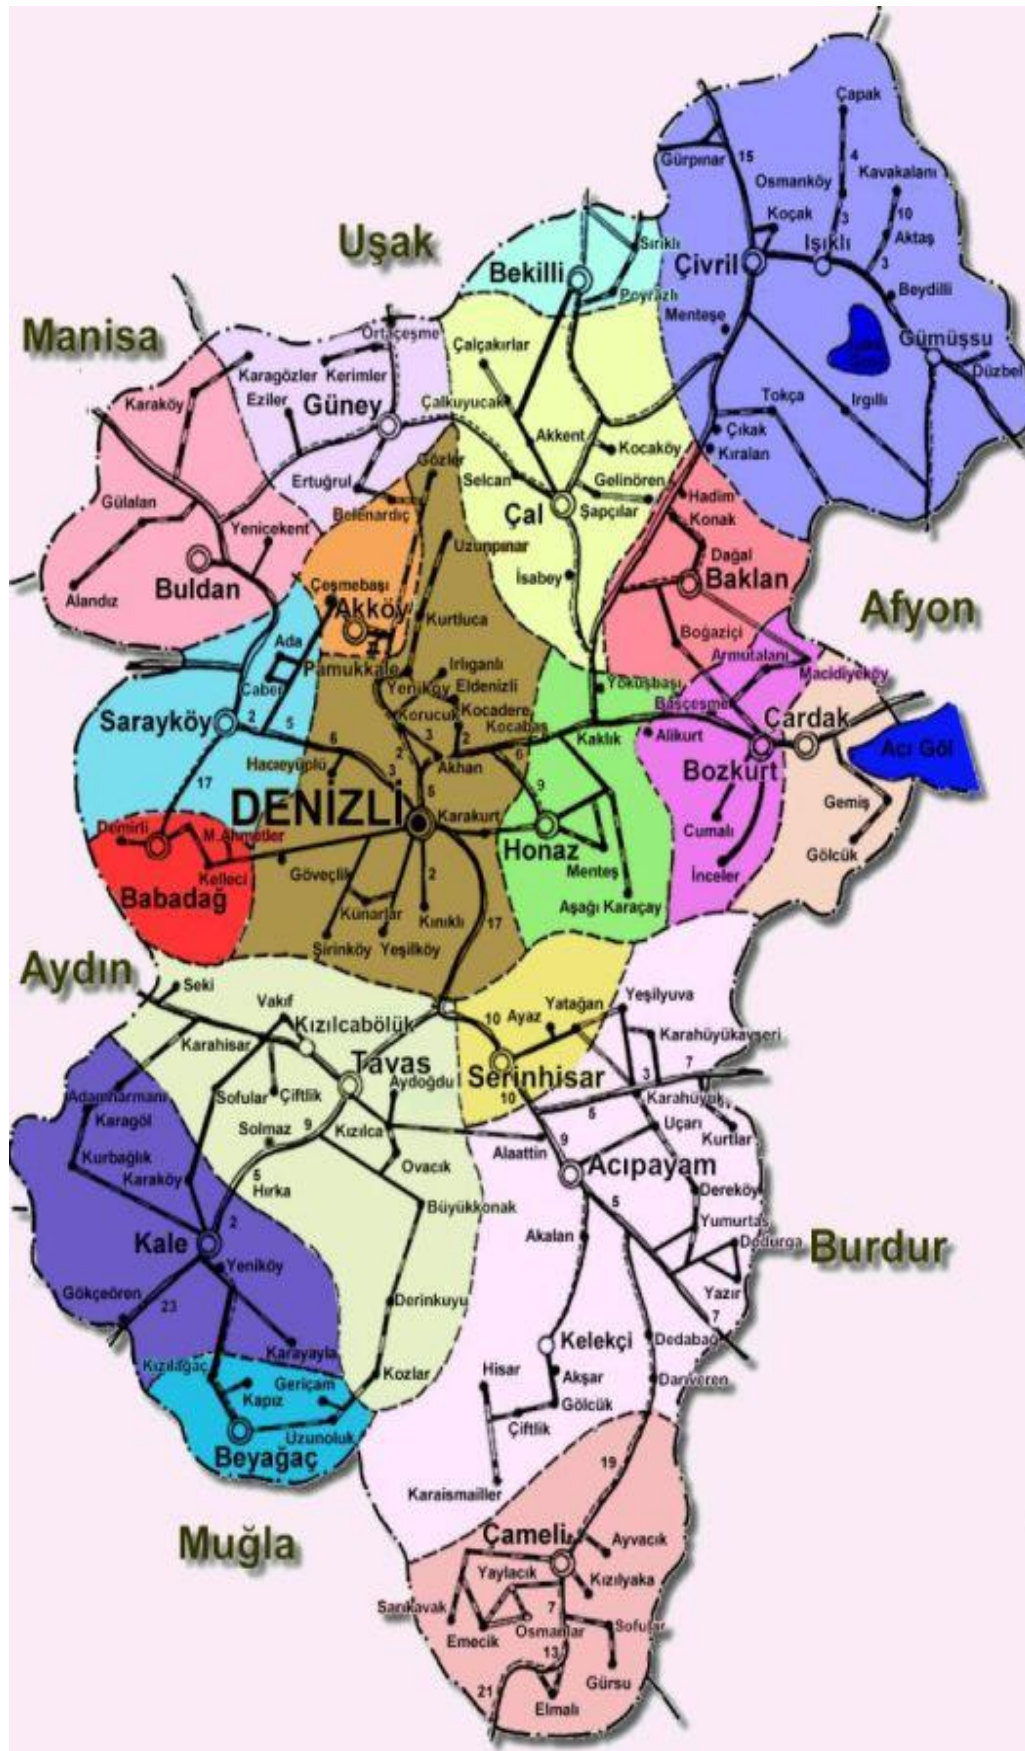 Çapak
Gürpınar
15
4
Osmanköy
Kavakalanı
Koçak
3
10
Uşak
Sırıklı
Işıklı
Aktaş
Bekilli
Çivril
3
Poyrazlı
Beydilli
Manisa
Menteşe
Ortaçeşme
Gümüşsu
Çalçakırlar
Karagözler
Kerimler
Düzbel
Karaköy
Eziler
Güney
Çalkuyucak
Tokça
Irgıllı
Akkent
Çıkak
Kocaköy
Kıralan
Gözler
Ertuğrul
Selcan
Gelinören
Hadim
Gülalan
Belenardıç
Çal
Şapçılar
Konak
Yenicekent
Uzunpınar
Dağal
Buldan
İsabey
Baklan
Çeşmebaşı
Alandız
Akköy
Kurtluca
Afyon
Ada
Boğaziçi
Pamukkale
Irlıganlı
Armutalanı
Macidiyeköy
Caber
Yeniköy
Eldenizli
Yokuşbaşı
Sarayköy
2
5
Korucuk
Kocadere
Başçeşme
Çardak
Kocabaş
6
3
2
Kaklık
Alikurt
Acı Göl
Hacıeyüplü
2
Akhan
6
Bozkurt
17
3
5
9
Gemiş
DENİZLİ
Karakurt
Cumalı
Demirli
M.Ahmetler
Honaz
Gölcük
Kelleci
Göveçlik
2
Menteş
İnceler
Babadağ
Künarlar
Kınıklı
Aşağı Karaçay
17
Şirinköy
Yeşilköy
Aydın
Seki
Vakıf
Yeşilyuva
Kızılcabölük
10
Ayaz
Yatağan
Karahisar
Karahüyükavşeri
Tavas
7
Serinhisar
3
Aydoğdu
Adamharmanı
Sofular
Çiftlik
10
Karahüyük
Karagöl
9
5
Uçarı
Solmaz
Kızılca
Kurtlar
9
Kurbağlık
Alaattin
Ovacık
Acıpayam
Karaköy
5
Hırka
Dereköy
Büyükkonak
5
2
Yumurtaş
Kale
Akalan
Dodurga
Burdur
Yeniköy
Gökçeören
Yazır
23
Derinkuyu
7
Dedabağ
Karayayla
Kelekçi
Kızılağaç
Hisar
Kozlar
Akşar
Darıveren
Geriçam
Kapız
Gölcük
Çiftlik
Uzunoluk
Beyağaç
19
Karaismailler
Muğla
Çameli
Ayvacık
Yaylacık
Kızılyaka
Sarıkavak
7
Osmanlar
Sofular
Emecik
13
Gürsu
21
Elmalı